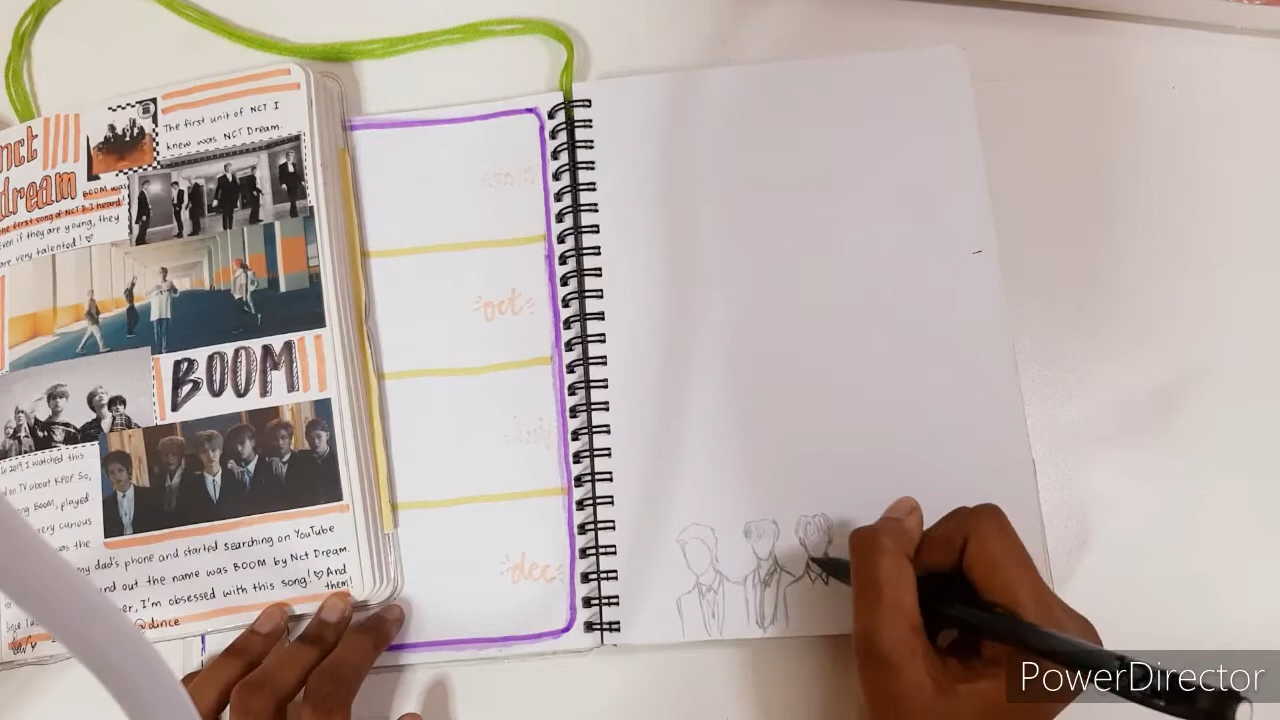 nct
dream
The first unit of NCT I
knew was NCT Dream.
BOOM was
the first song of NCT D I heard!
Even if they are young, they
are very talented! ♡
BOOM
In 2019 I watched this
on TV about KPOP. So,
song BOOM, played
very curious
was the
my dad's phone and started searching on YouTube
the name was BOOM by Nct Dream.
I'm obsessed with this song! ♡ And
them!
@dince
oct
dec
PowerDirector